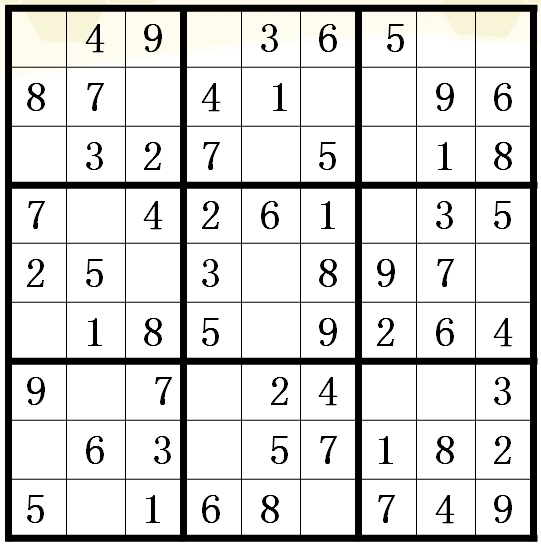 4 9 3 6 5
8 7 4 1 9 6
3 2 7 5 1 8
7 4 2 6 1 3 5
2 5 3 8 9 7
1 8 5 9 2 6 4
9 7 2 4 3
6 3 5 7 1 8 2
5 1 6 8 7 4 9